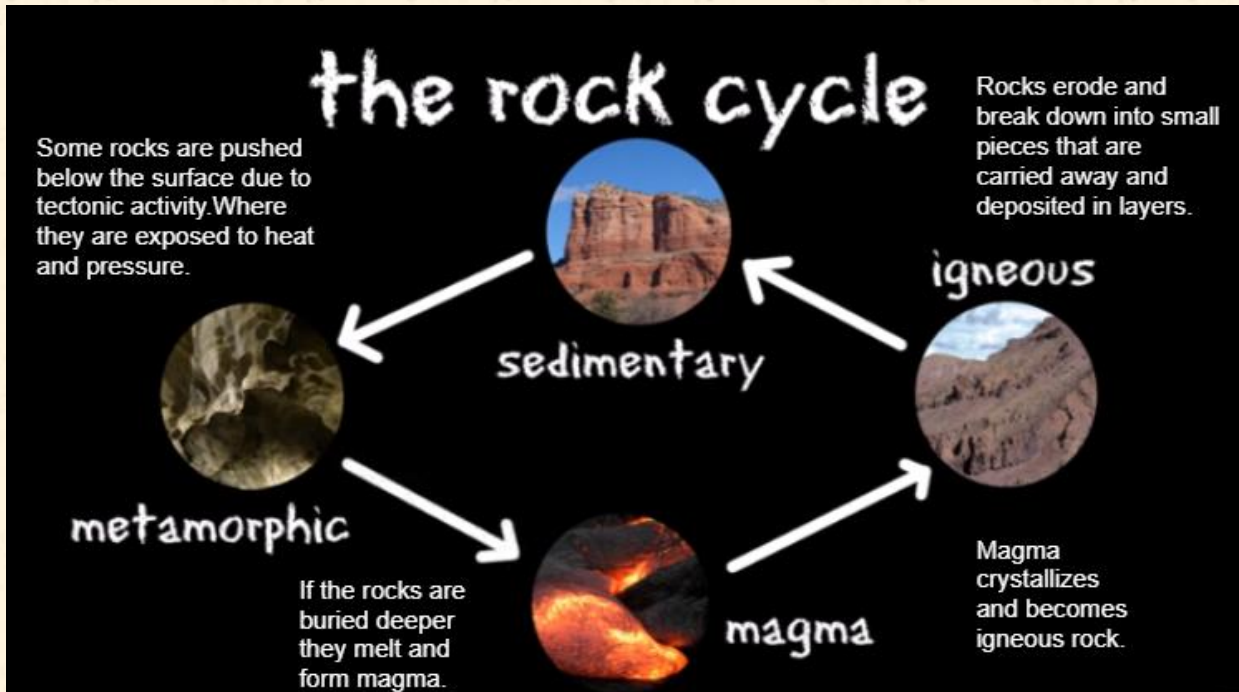 the rock cycle
Rocks erode and
break down into small
pieces that are
carried away and
deposited in layers.
Some rocks are pushed
below the surface due to
tectonic activity.Where
they are exposed to heat
and pressure.
igneous
sedimentary
metamorphic
If the rocks are
buried deeper
they melt and
form magma.
magma
Magma
crystallizes
and becomes
igneous rock.